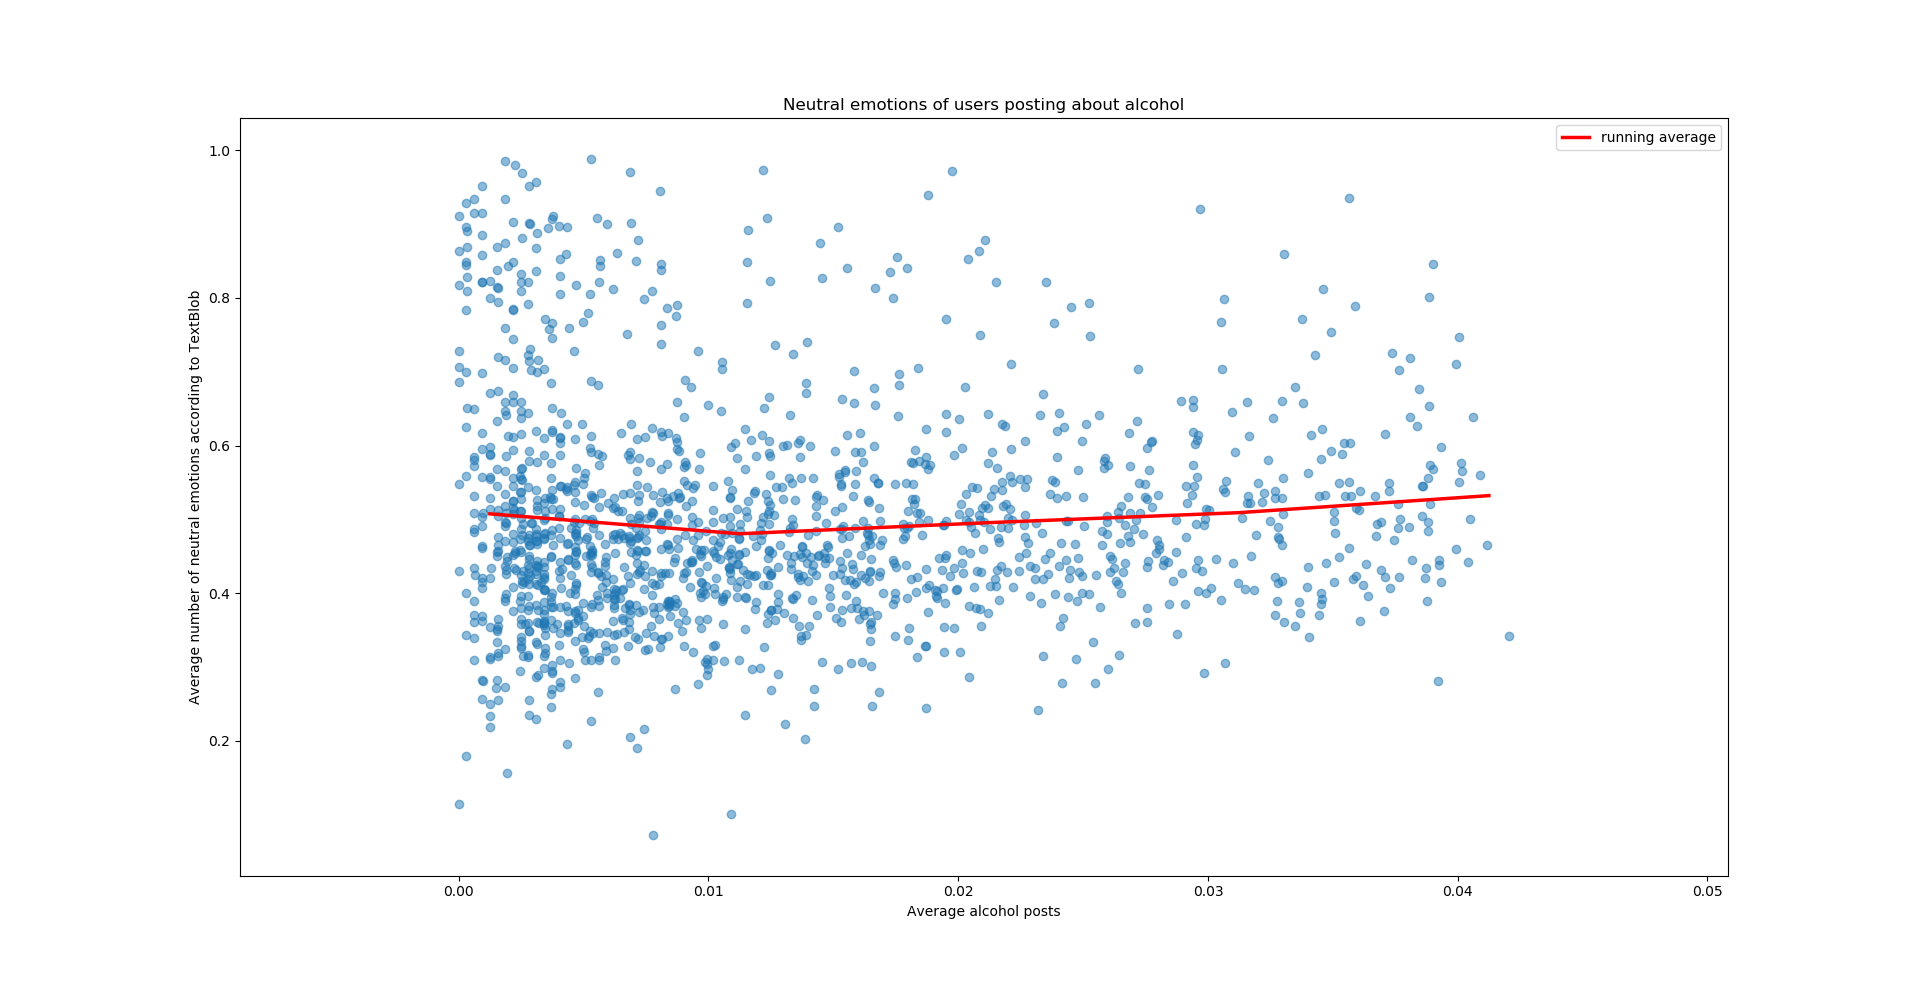 Neutral emotions of users posting about alcohol
running average
Average number of neutral emotions according to TextBlob
1.0
0.8
0.6
0.4
0.2
0.00
0.01
0.02
0.03
0.04
0.05
Average alcohol posts